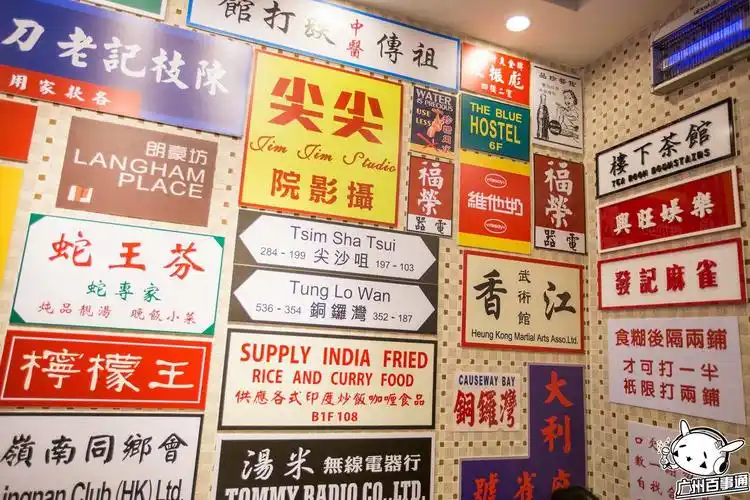 館打跌中醫傳祖
刀老記枝陳
用家款各
尖尖
Jim Jim Studio
院影攝
WATER
IS PRECIOUS
USE
LESS
THE BLUE
HOSTEL
6F
朗豪坊
LANGHAM
PLACE
福榮
器電
維他奶
福榮
器電
樓下茶館
TEA ROOM DOWNSTAIRS
興旺娛樂
發記麻雀
Tsim Sha Tsui
284 - 199 尖沙咀 197 - 103
Tung Lo Wan
536 - 354 銅鑼灣 352 - 187
蛇王芬
蛇專家
炖品靚湯 晚飯小菜
武術館
香江
Heung Kong Martial Arts Asso.Ltd.
檸檬王
SUPPLY INDIA FRIED
RICE AND CURRY FOOD
供應各式印度炒飯咖喱食品
B1F 108
CAUSEWAY BAY
銅鑼灣
大利
食糊後隔兩鋪
才可打一半
祇限打兩鋪
嶺南同鄉會
Lingnan Club (HK) Ltd.
湯米無線電器行
TOMMY RADIO CO., LTD.
雀號
广州百事通